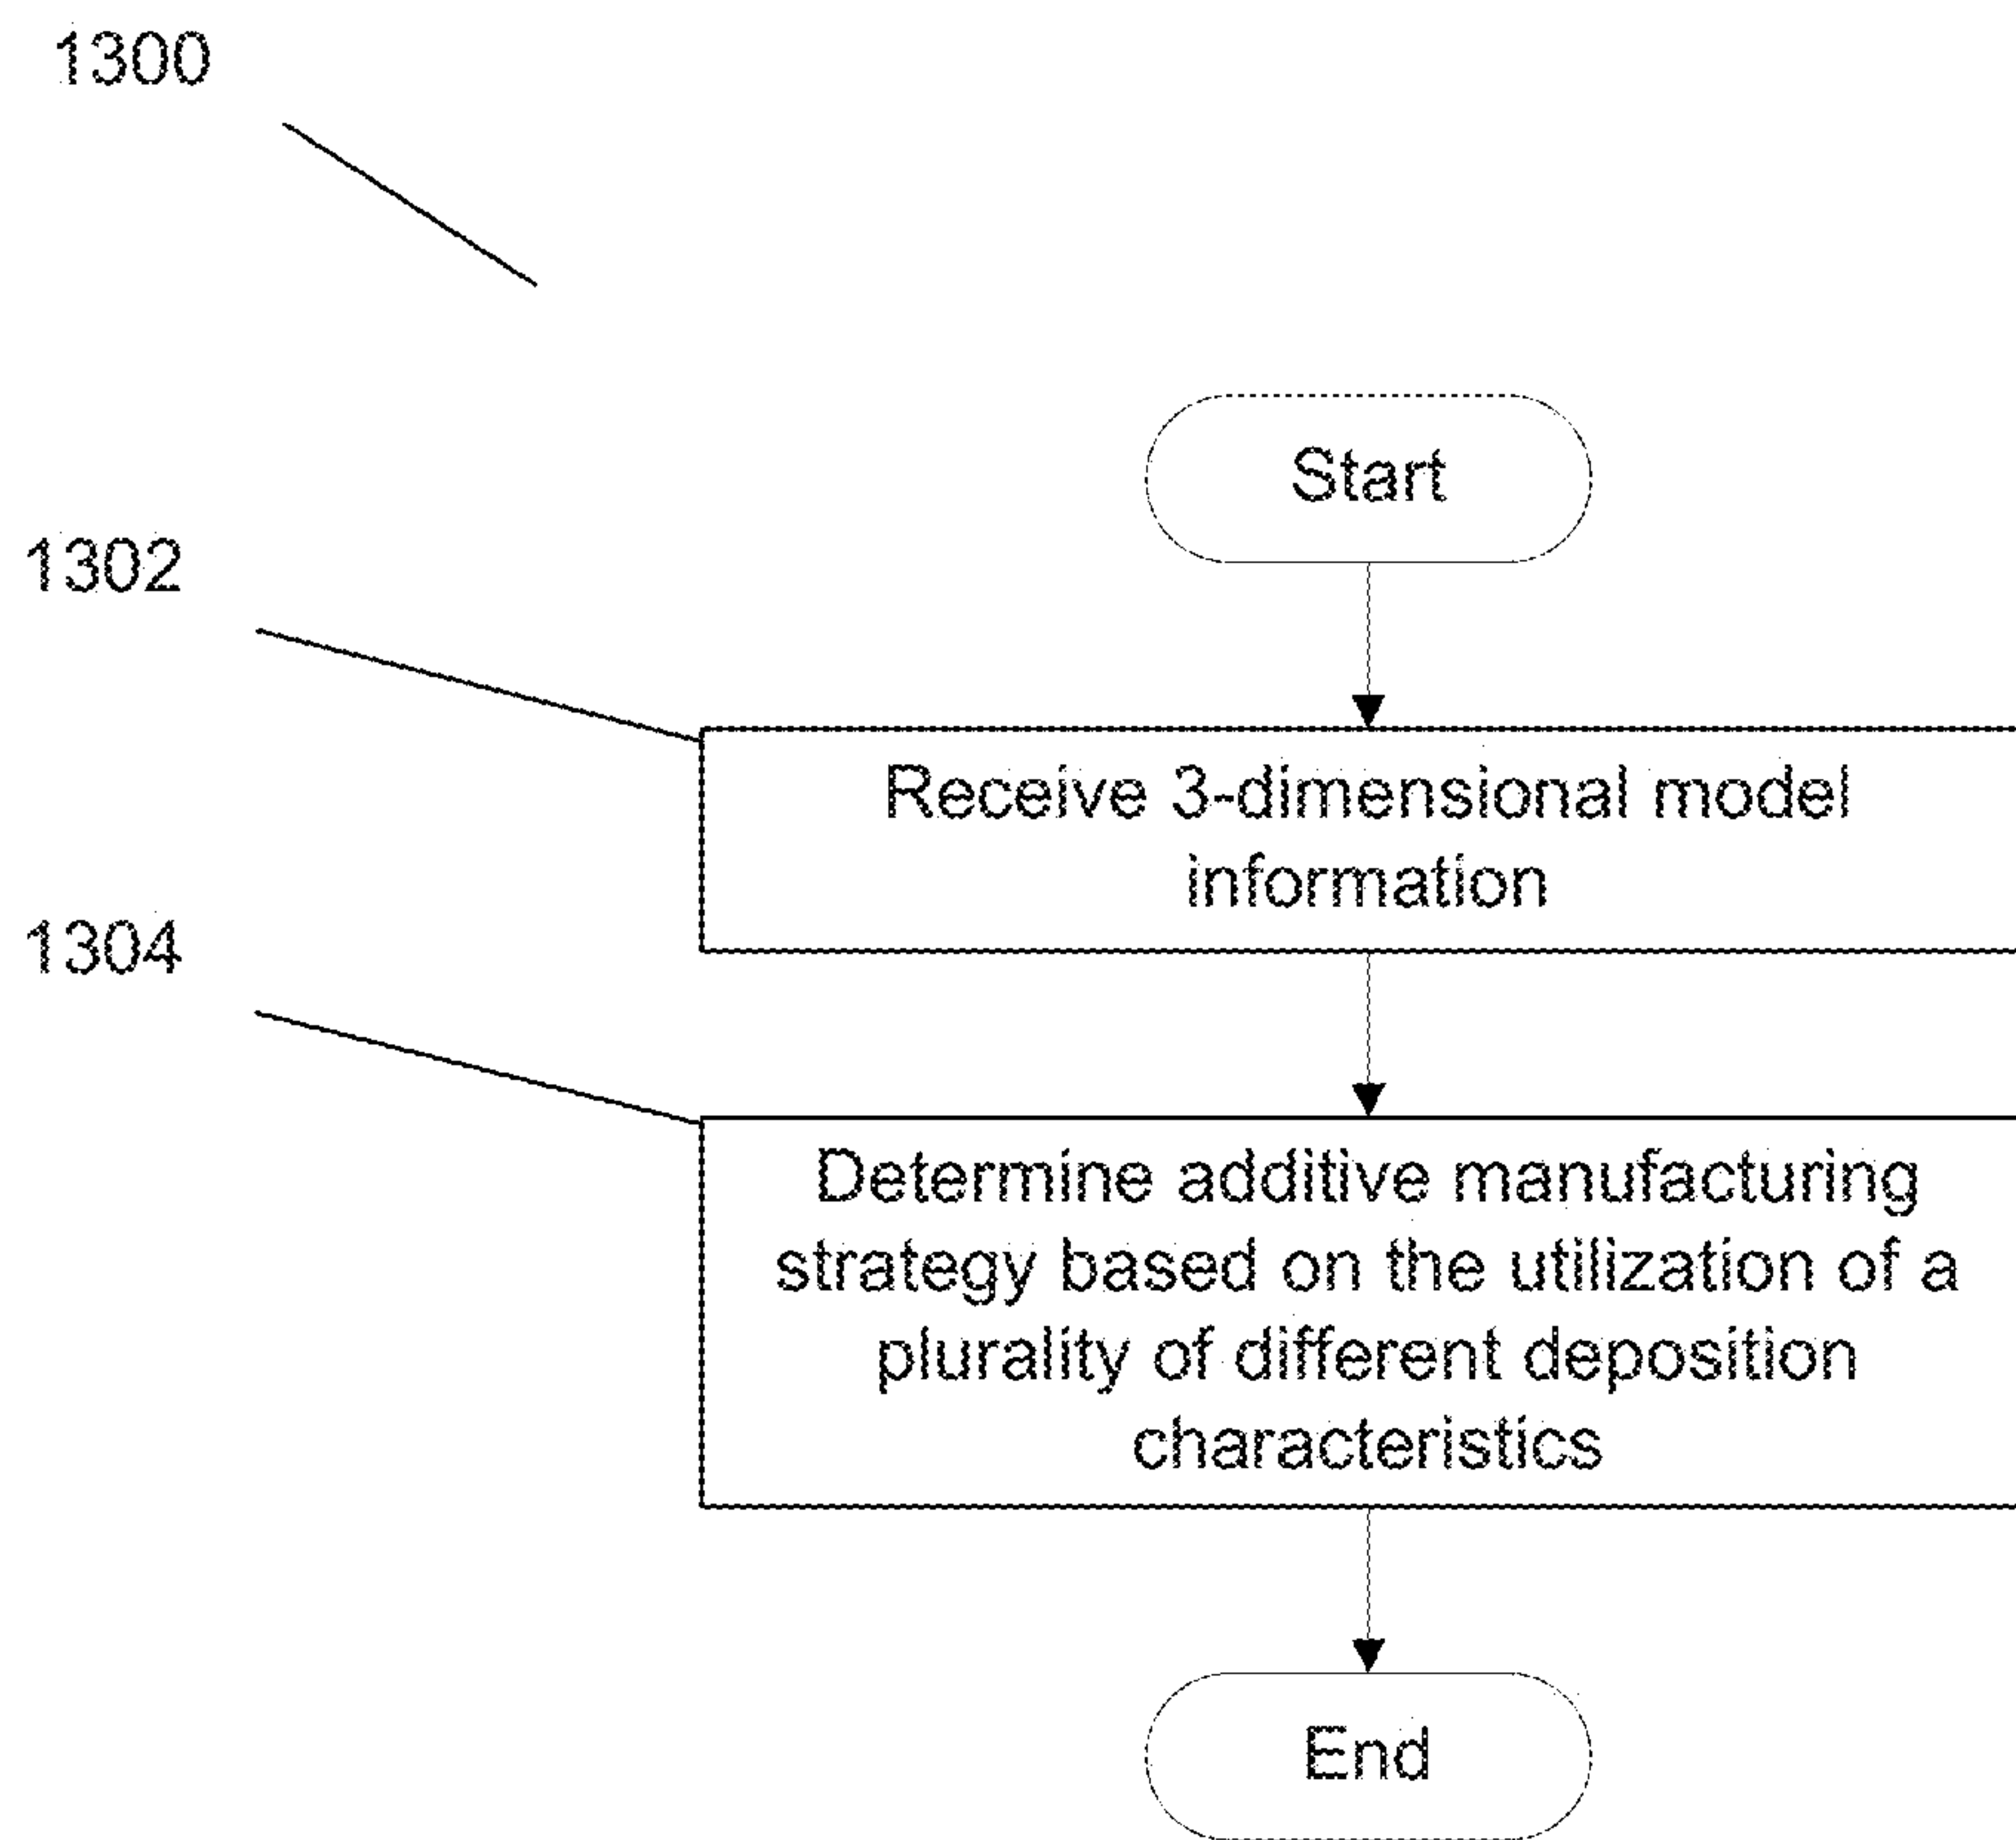 1300
Start
1302
Receive 3-dimensional model
information
1304
Determine additive manufacturing
strategy based on the utilization of a
plurality of different deposition
characteristics
End